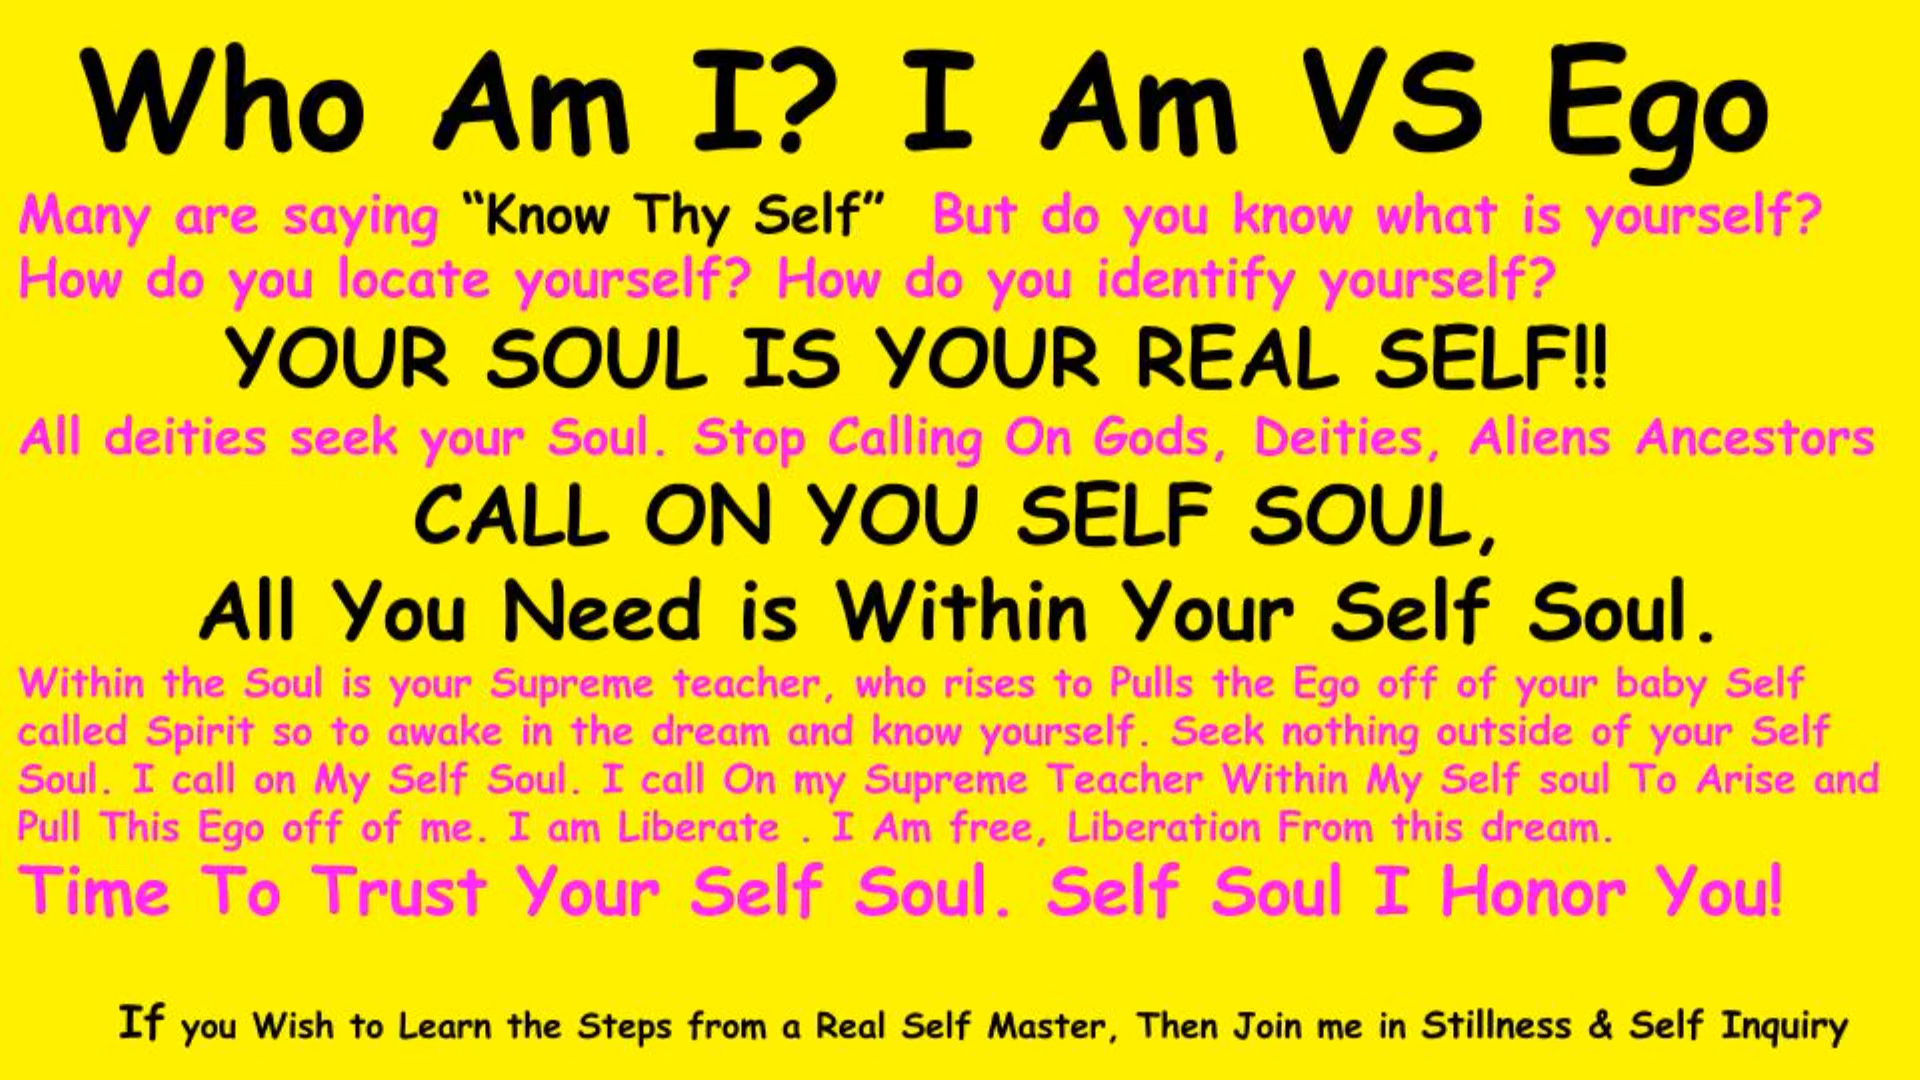 Who Am I? I Am VS Ego
Many are saying “Know Thy Self” But do you know what is yourself?
How do you locate yourself? How do you identify yourself?
YOUR SOUL IS YOUR REAL SELF!!
All deities seek your Soul. Stop Calling On Gods, Deities, Aliens Ancestors
CALL ON YOU SELF SOUL,
All You Need is Within Your Self Soul.
Within the Soul is your Supreme teacher, who rises to Pulls the Ego off of your baby Self
called Spirit so to awake in the dream and know yourself. Seek nothing outside of your Self
Soul. I call on My Self Soul. I call On my Supreme Teacher Within My Self soul To Arise and
Pull This Ego off of me. I am Liberate . I Am free, Liberation From this dream.
Time To Trust Your Self Soul. Self Soul I Honor You!
If you Wish to Learn the Steps from a Real Self Master, Then Join me in Stillness & Self Inquiry